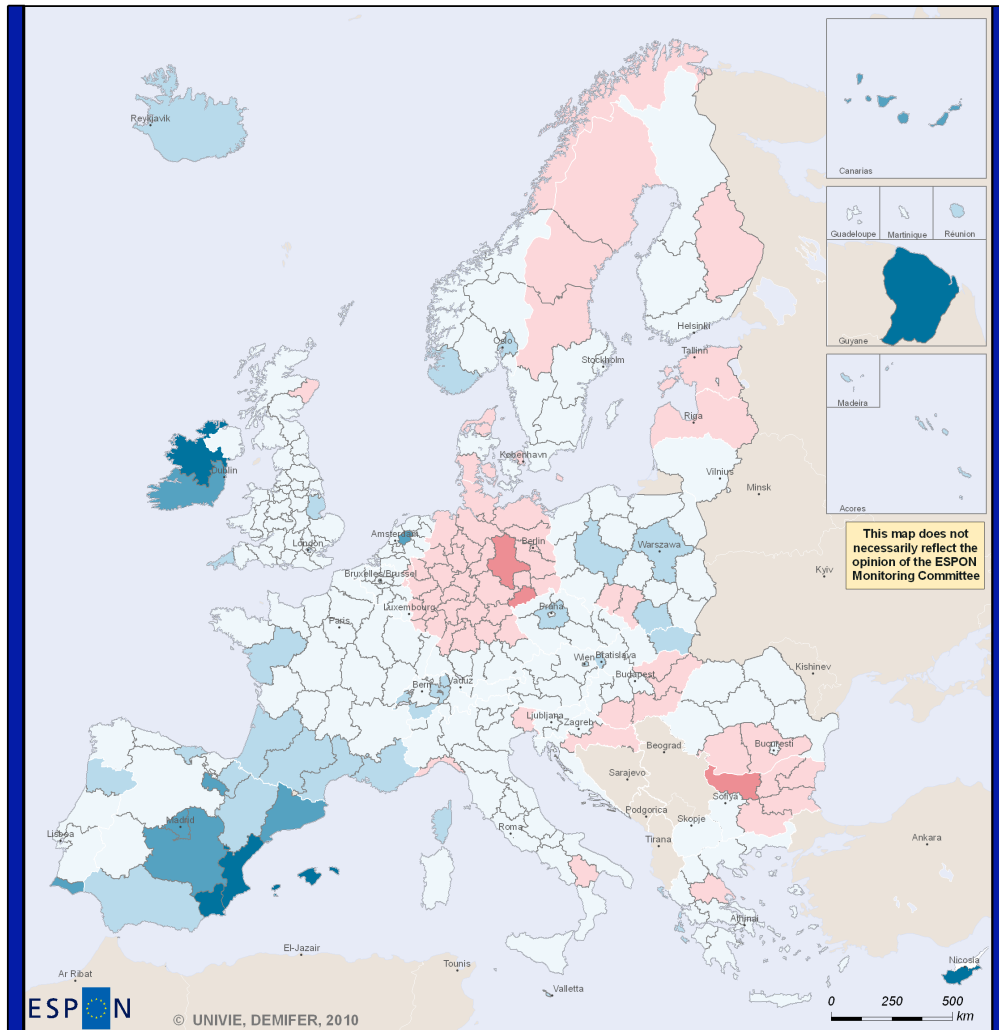 Reykjavik
Canarias
Guadeloupe
Martinique
Réunion
Guyane
Madeira
Acores
This map does not
necessarily reflect the
opinion of the ESPON
Monitoring Committee
Oslo
Helsinki
Stockholm
Tallinn
Riga
København
Vilnius
Minsk
Dublin
London
Amsterdam
Berlin
Warszawa
Bruxelles/Brussel
Kyiv
Luxembourg
Praha
Paris
Wien
Bratislava
Kishinev
Bern
Vaduz
Budapest
Ljubljana
Zagreb
Bucuresti
Beograd
Sarajevo
Sofiya
Podgorica
Skopje
Lisboa
Madrid
Roma
Tirana
Ankara
Athinai
El-Jazair
Tounis
Ar Ribat
Valletta
Nicosia
0 250 500
km
ESPON
© UNIVIE, DEMIFER, 2010